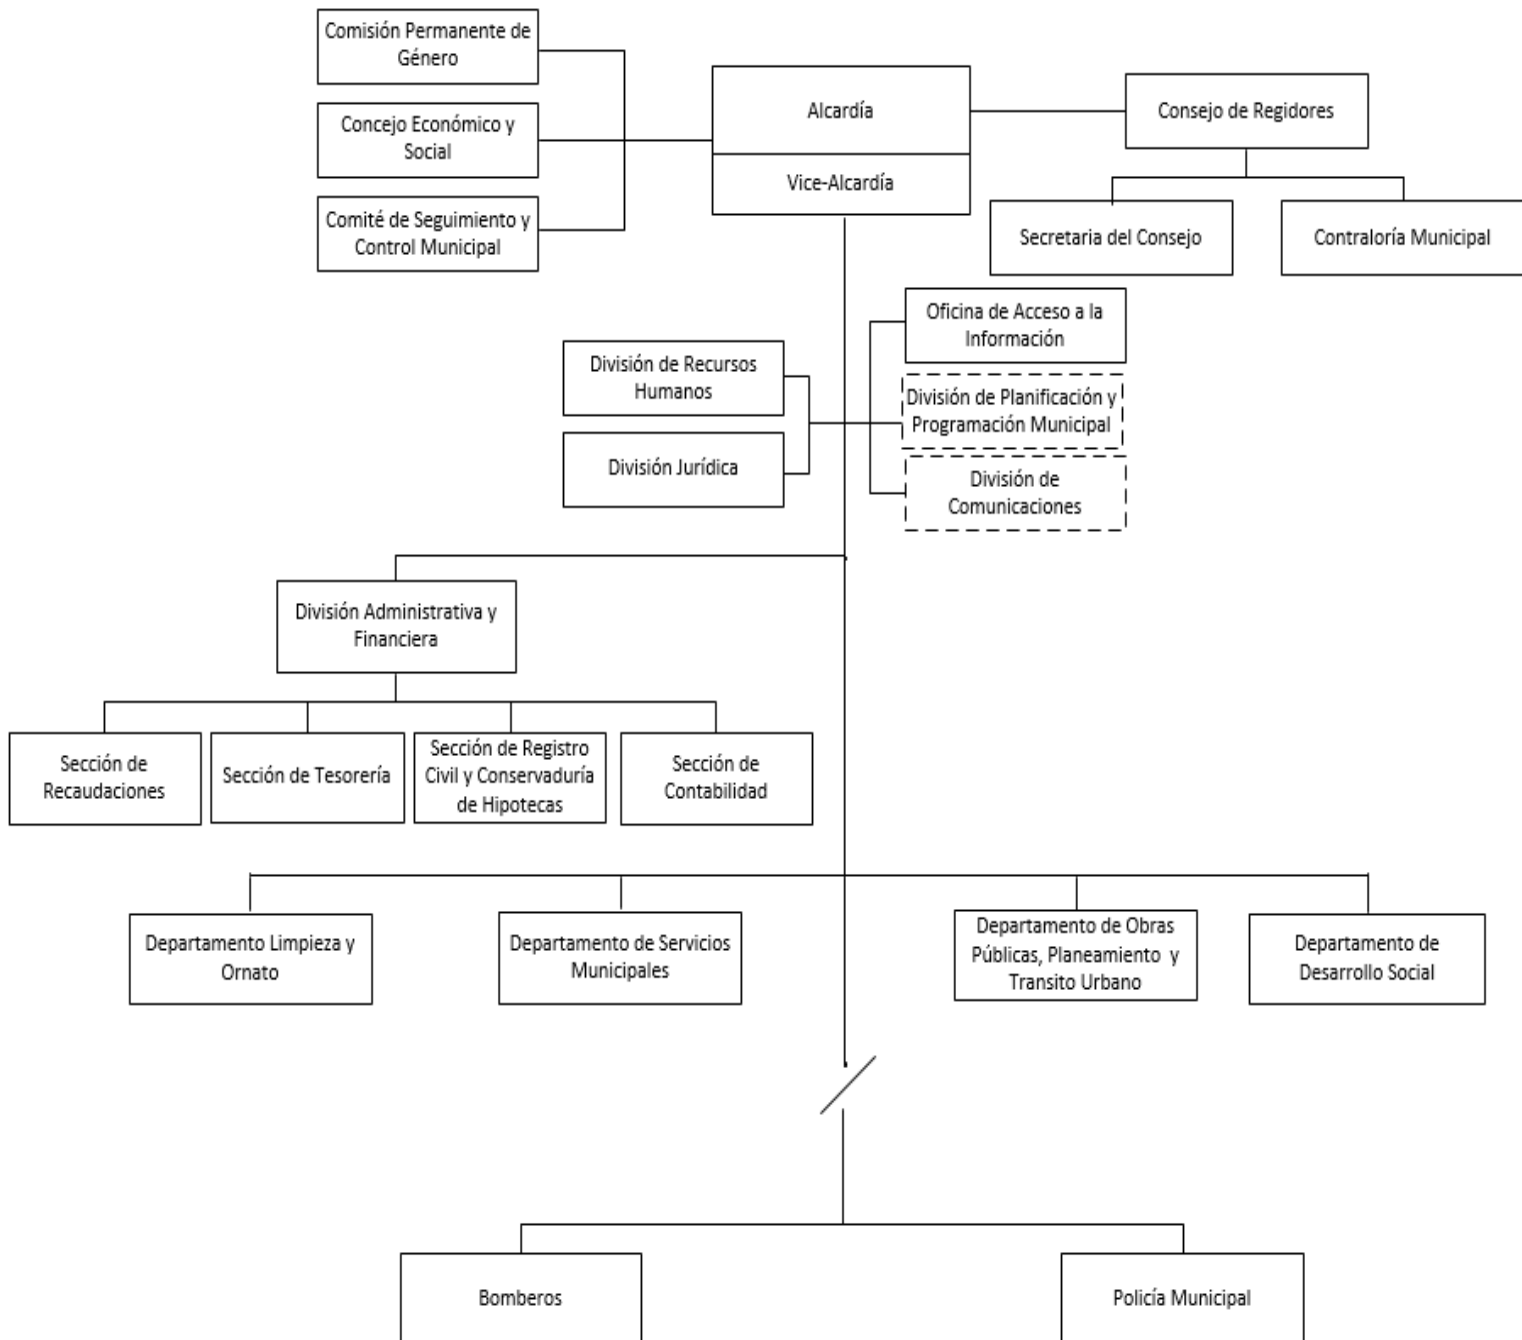 Comisión Permanente de
Género
Concejo Económico y
Social
Comité de Seguimiento y
Control Municipal
Alcardía
Vice-Alcardía
Consejo de Regidores
Secretaria del Consejo
Contraloría Municipal
División de Recursos
Humanos
División Jurídica
Oficina de Acceso a la
Información
División de Planificación y
Programación Municipal
División de
Comunicaciones
División Administrativa y
Financiera
Sección de
Recaudaciones
Sección de Tesorería
Sección de Registro
Civil y Conservaduría
de Hipotecas
Sección de
Contabilidad
Departamento Limpieza y
Ornato
Departamento de Servicios
Municipales
Departamento de Obras
Públicas, Planeamiento y
Transito Urbano
Departamento de
Desarrollo Social
Bomberos
Policía Municipal